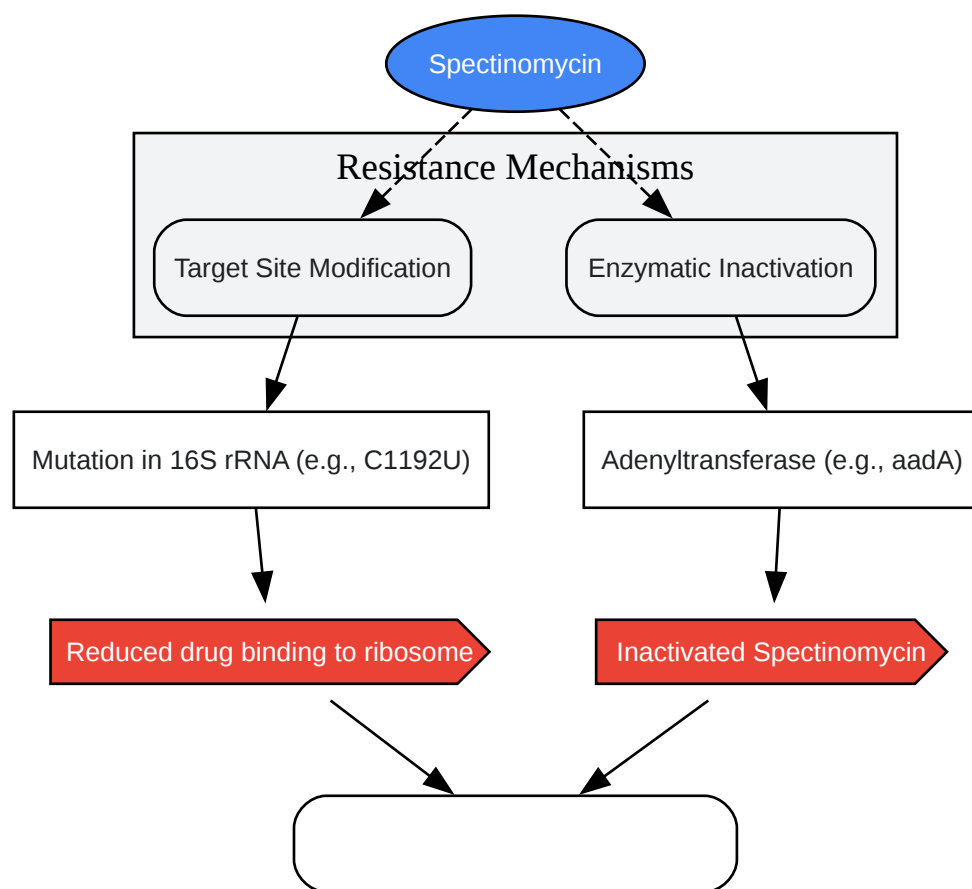 Spectinomycin
Resistance Mechanisms
Target Site Modification
Enzymatic Inactivation
Mutation in 16S rRNA (e.g., C1192U)
Adenyltransferase (e.g., aadA)
Reduced drug binding to ribosome
Inactivated Spectinomycin